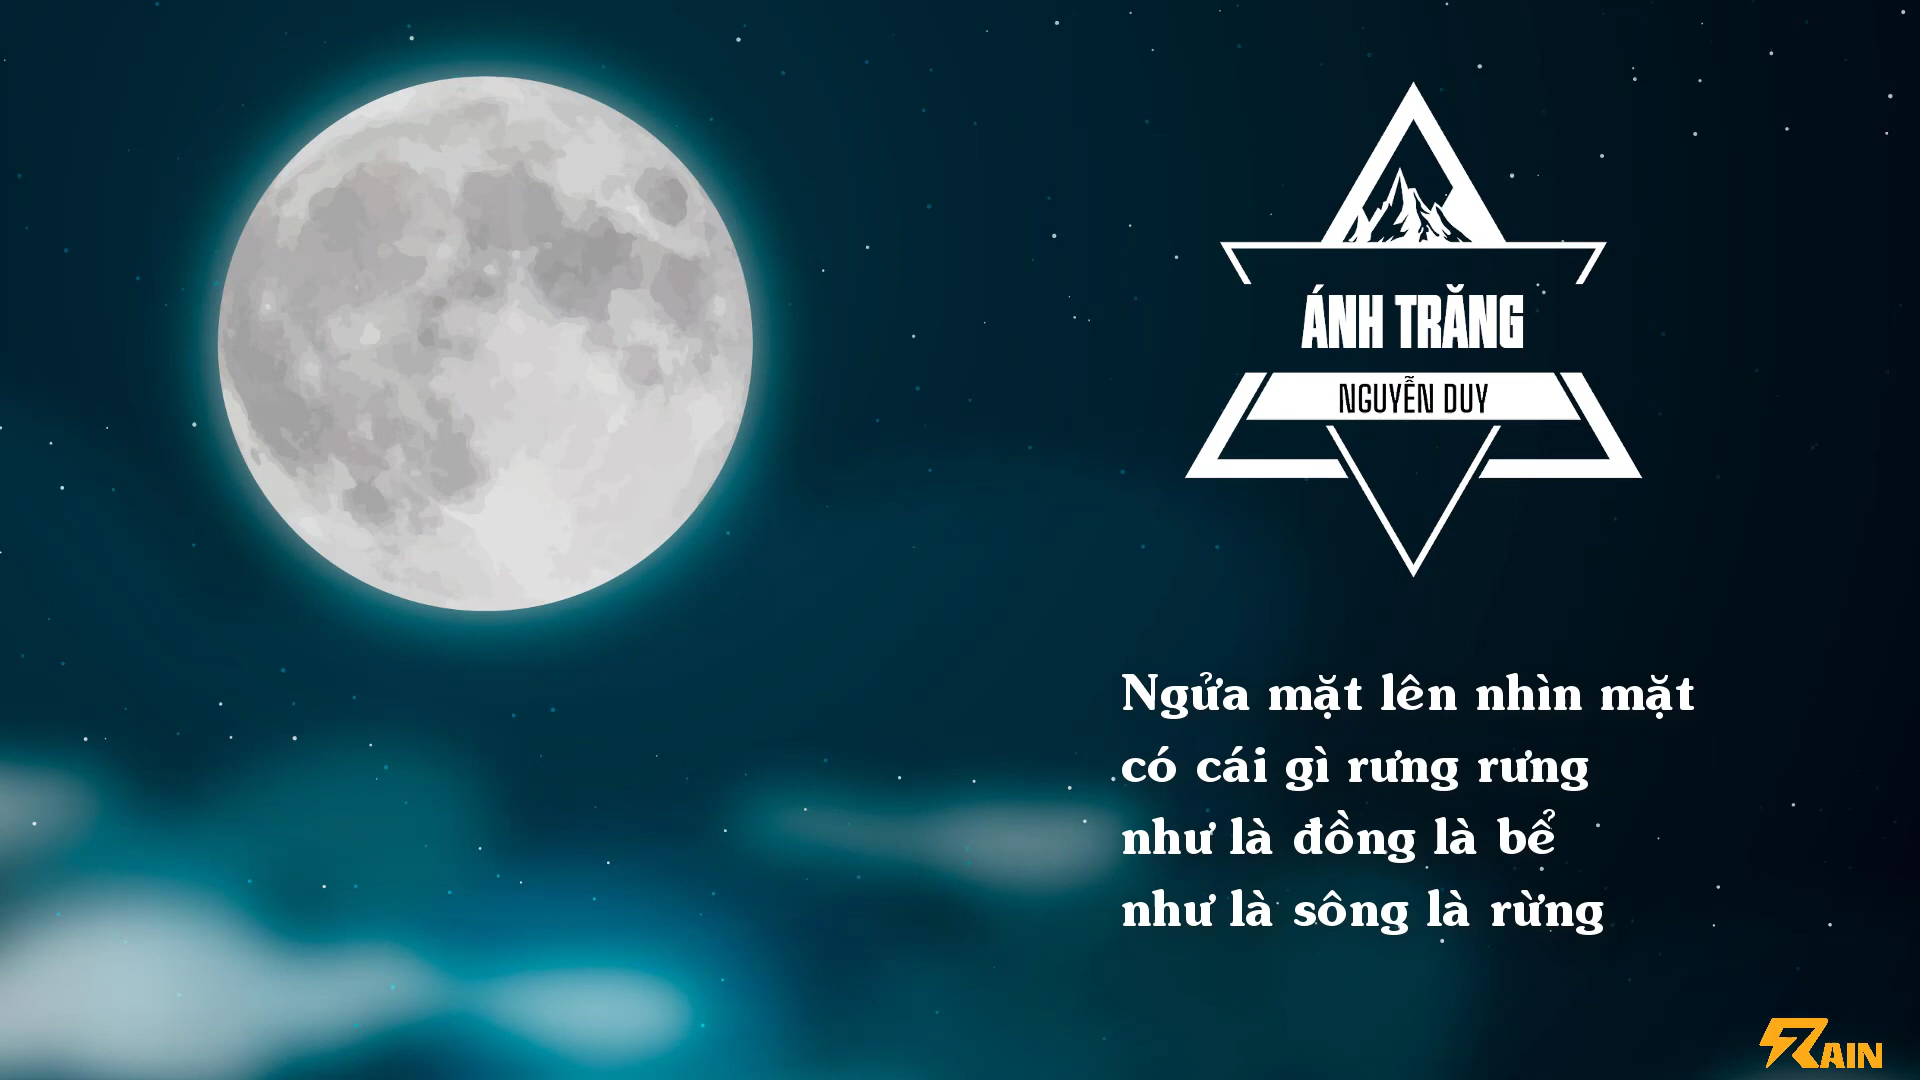 ÁNH TRĂNG
NGUYỄN DUY
Ngửa mặt lên nhìn mặt
có cái gì rưng rưng
như là đồng là bể
như là sông là rừng
RAIN